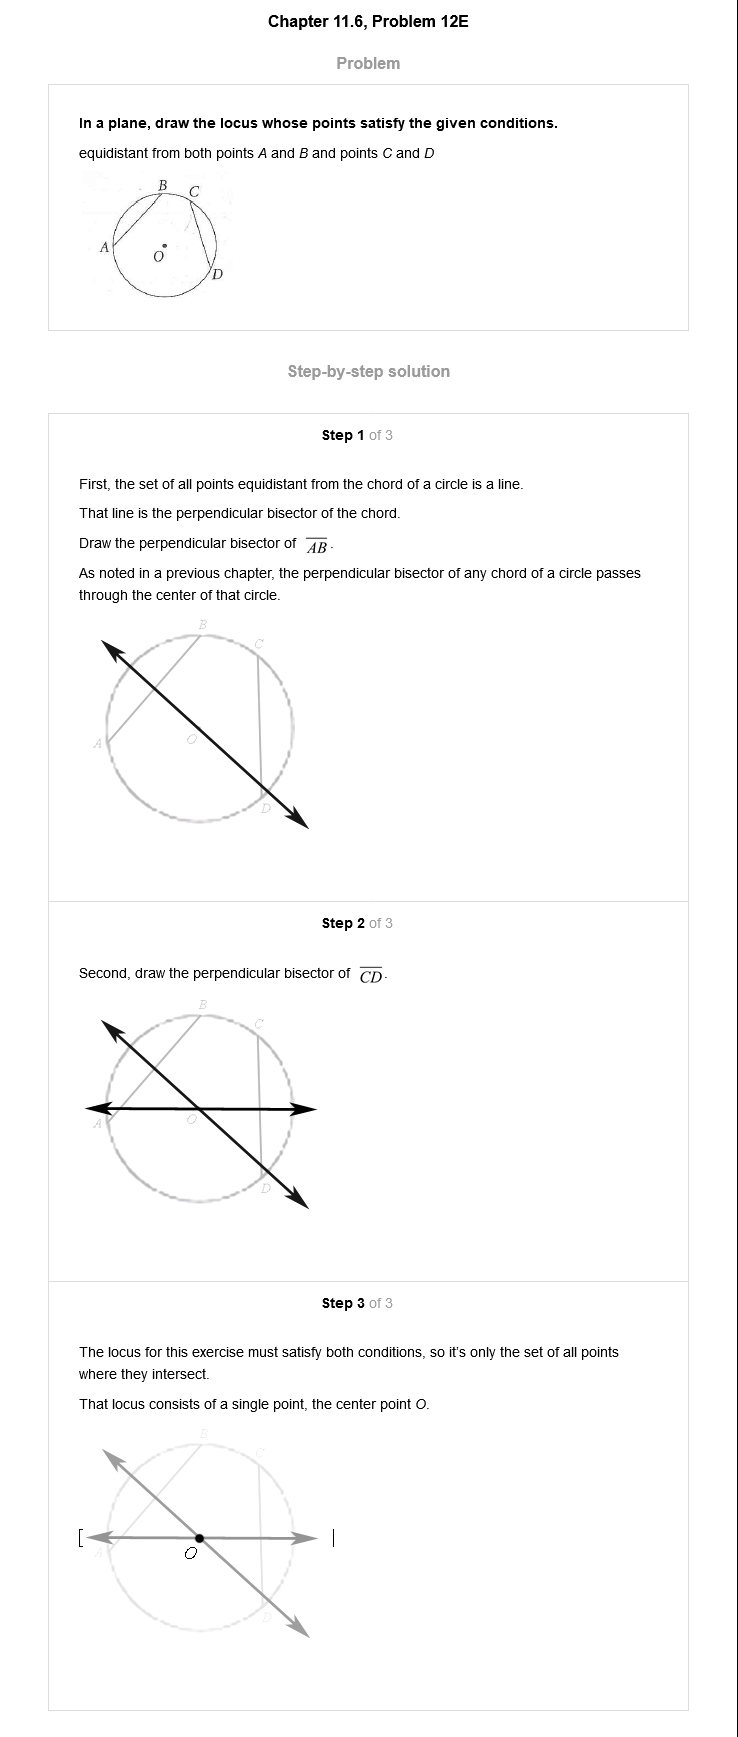 Chapter 11.6, Problem 12E
Problem
In a plane, draw the locus whose points satisfy the given conditions.
equidistant from both points A and B and points C and D
B
C
A
O
D
Step-by-step solution
Step 1 of 3
First, the set of all points equidistant from the chord of a circle is a line.
That line is the perpendicular bisector of the chord.
Draw the perpendicular bisector of AB.
As noted in a previous chapter, the perpendicular bisector of any chord of a circle passes
through the center of that circle.
B
C
A
O
D
Step 2 of 3
Second, draw the perpendicular bisector of CD.
B
C
A
O
D
Step 3 of 3
The locus for this exercise must satisfy both conditions, so it's only the set of all points
where they intersect.
That locus consists of a single point, the center point O.
B
C
[
|
A
O
D